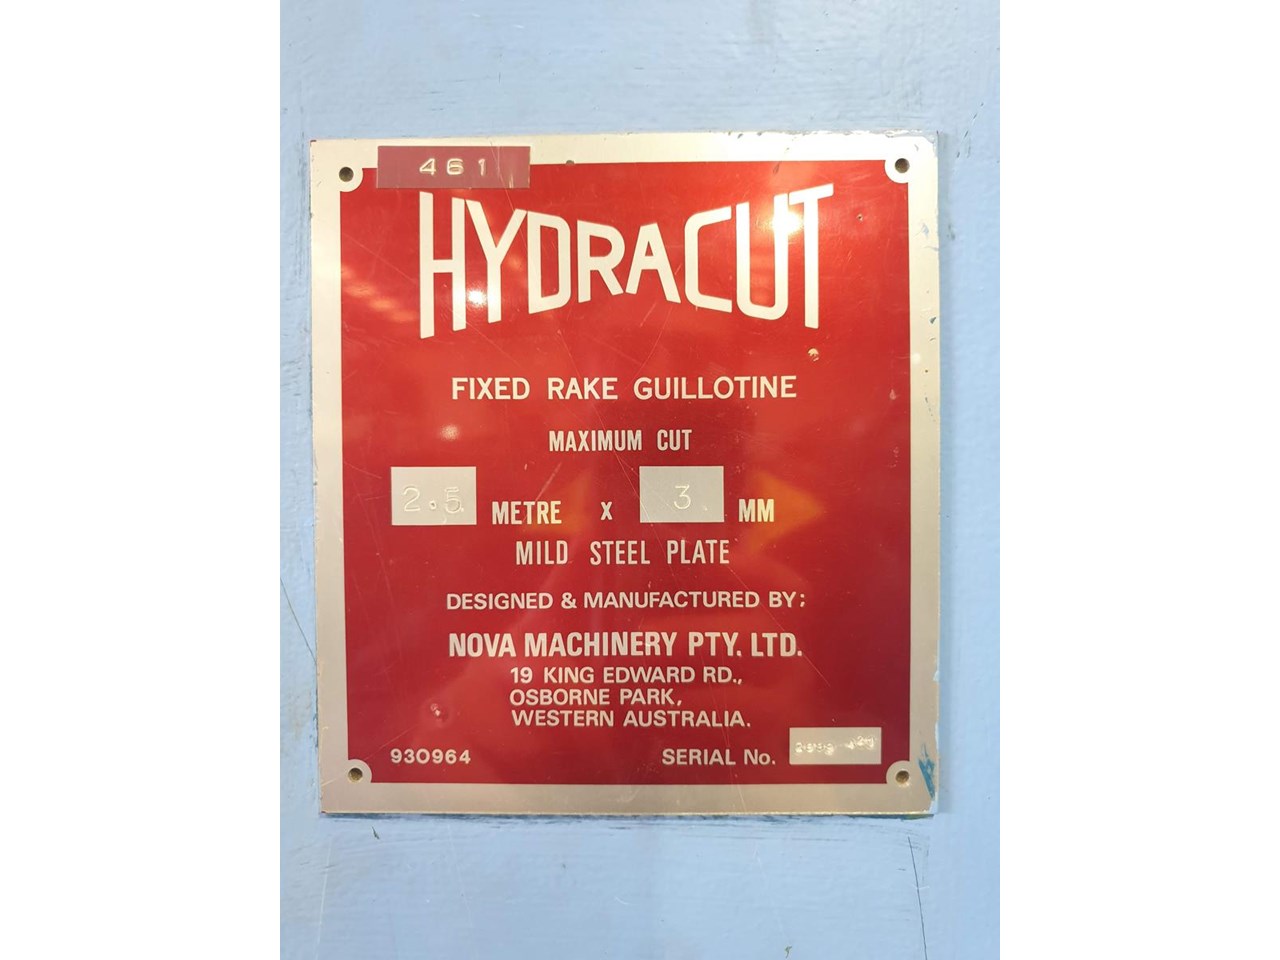 461
HYDRACUT
FIXED RAKE GUILLOTINE
MAXIMUM CUT
2.5 METRE X 3 MM
MILD STEEL PLATE
DESIGNED & MANUFACTURED BY:
NOVA MACHINERY PTY. LTD.
19 KING EDWARD RD.,
OSBORNE PARK,
WESTERN AUSTRALIA.
930964 SERIAL No.